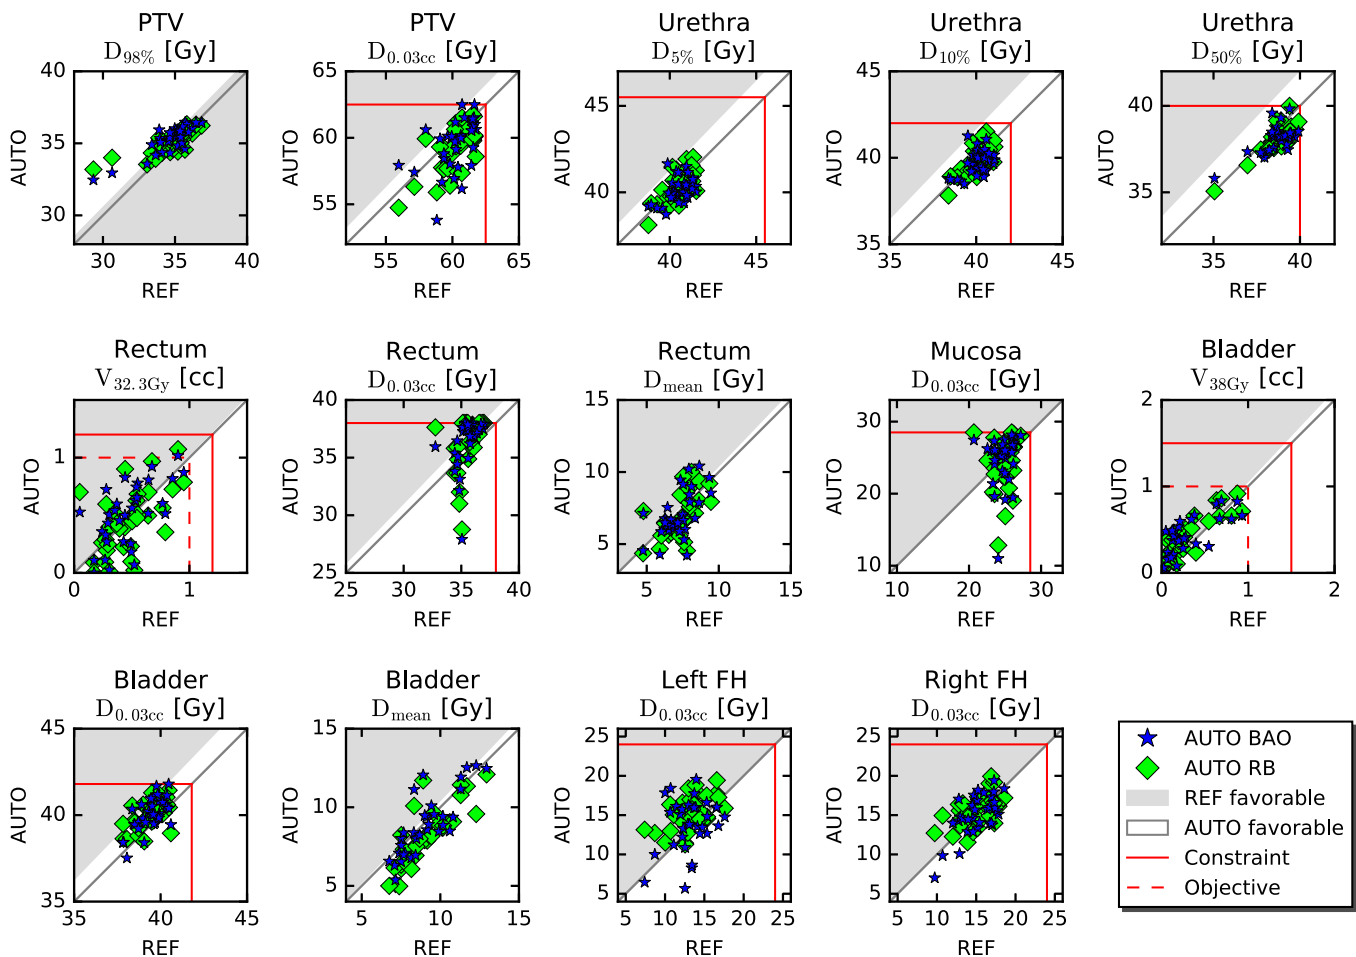 PTV
D98% [Gy]
40
35
30
AUTO
30
35
40
REF
PTV
D0.03cc [Gy]
65
60
55
AUTO
55
60
65
REF
Urethra
D5% [Gy]
45
40
AUTO
40
45
REF
Urethra
D10% [Gy]
45
40
35
AUTO
35
40
45
REF
Urethra
D50% [Gy]
40
35
AUTO
35
40
REF
Rectum
V32.3Gy [cc]
1
0
AUTO
0
1
REF
Rectum
D0.03cc [Gy]
40
35
30
25
AUTO
25
30
35
40
REF
Rectum
Dmean [Gy]
15
10
5
AUTO
5
10
15
REF
Mucosa
D0.03cc [Gy]
30
20
10
AUTO
10
20
30
REF
Bladder
V38Gy [cc]
2
1
0
AUTO
0
1
2
REF
Bladder
D0.03cc [Gy]
45
40
35
AUTO
35
40
45
REF
Bladder
Dmean [Gy]
15
10
5
AUTO
5
10
15
REF
Left FH
D0.03cc [Gy]
25
20
15
10
5
AUTO
5
10
15
20
25
REF
Right FH
D0.03cc [Gy]
25
20
15
10
5
AUTO
5
10
15
20
25
REF
AUTO BAO
AUTO RB
REF favorable
AUTO favorable
Constraint
Objective